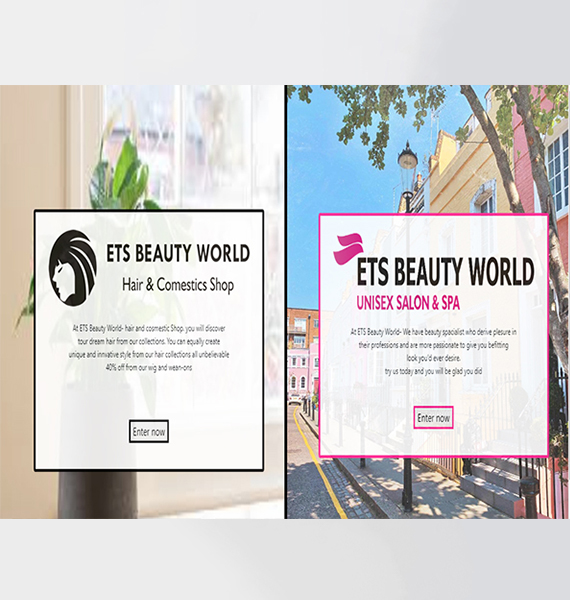 ETS BEAUTY WORLD
Hair & Comestics Shop
At ETS Beauty World- hair and cosmestic Shop. you will discover
tour dream hair from our collections. You can equally create
unique and innvative style from our hair collections all unbelievable
40% off from our wig and wean-ons
Enter now
ETS BEAUTY WORLD
UNISEX SALON & SPA
At ETS Beauty World- We have beauty spacialist who derive plesure in
their professions and are more passionate to give you befitting
look you'd ever desire.
try us today and you will be glad you did
Enter now